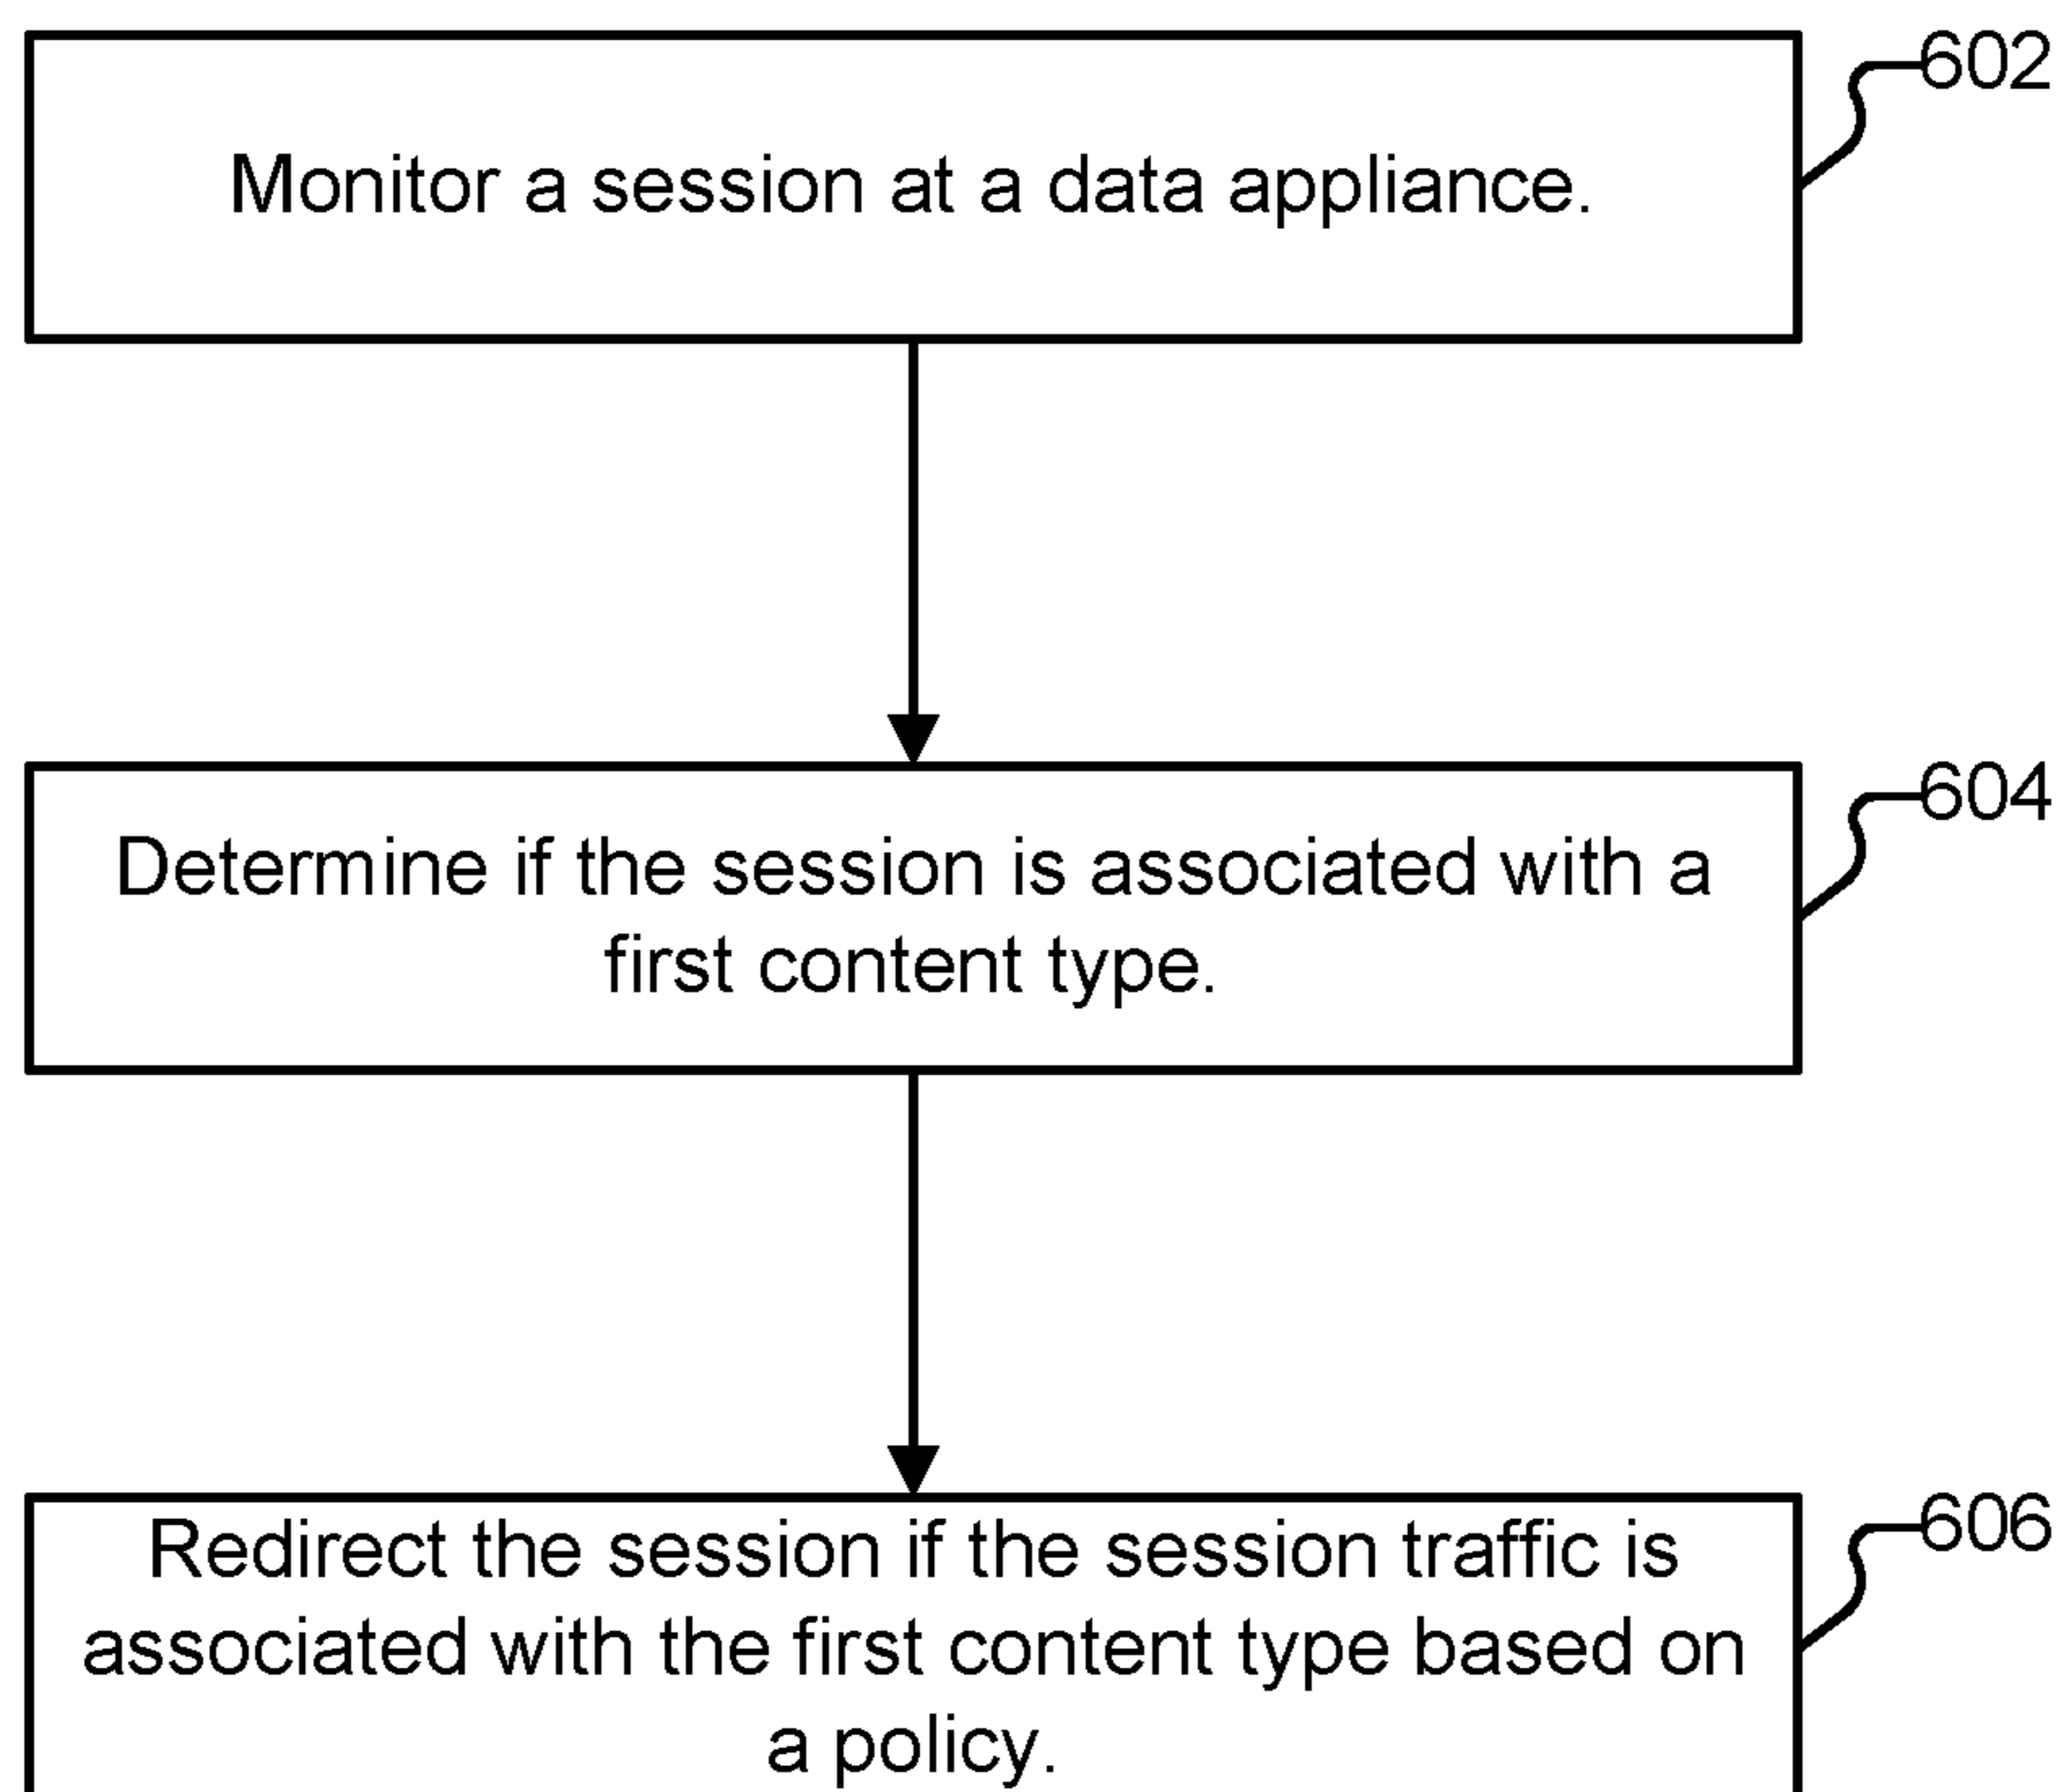 602
Monitor a session at a data appliance.
604
Determine if the session is associated with a
first content type.
606
Redirect the session if the session traffic is
associated with the first content type based on
a policy.